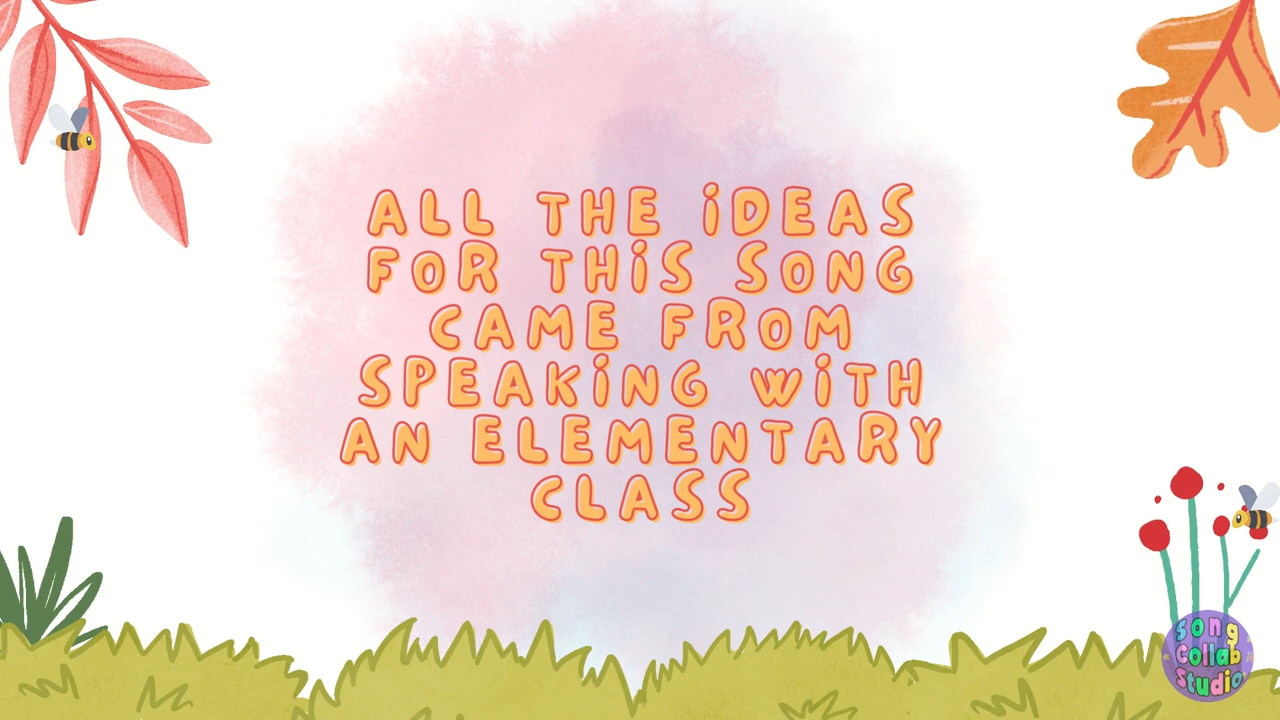 ALL THE iDEAS
FOR THiS SONG
CAME FROM
SPEAKiNG WiTH
AN ELEMENTARY
CLASS
song
Collab
Studio